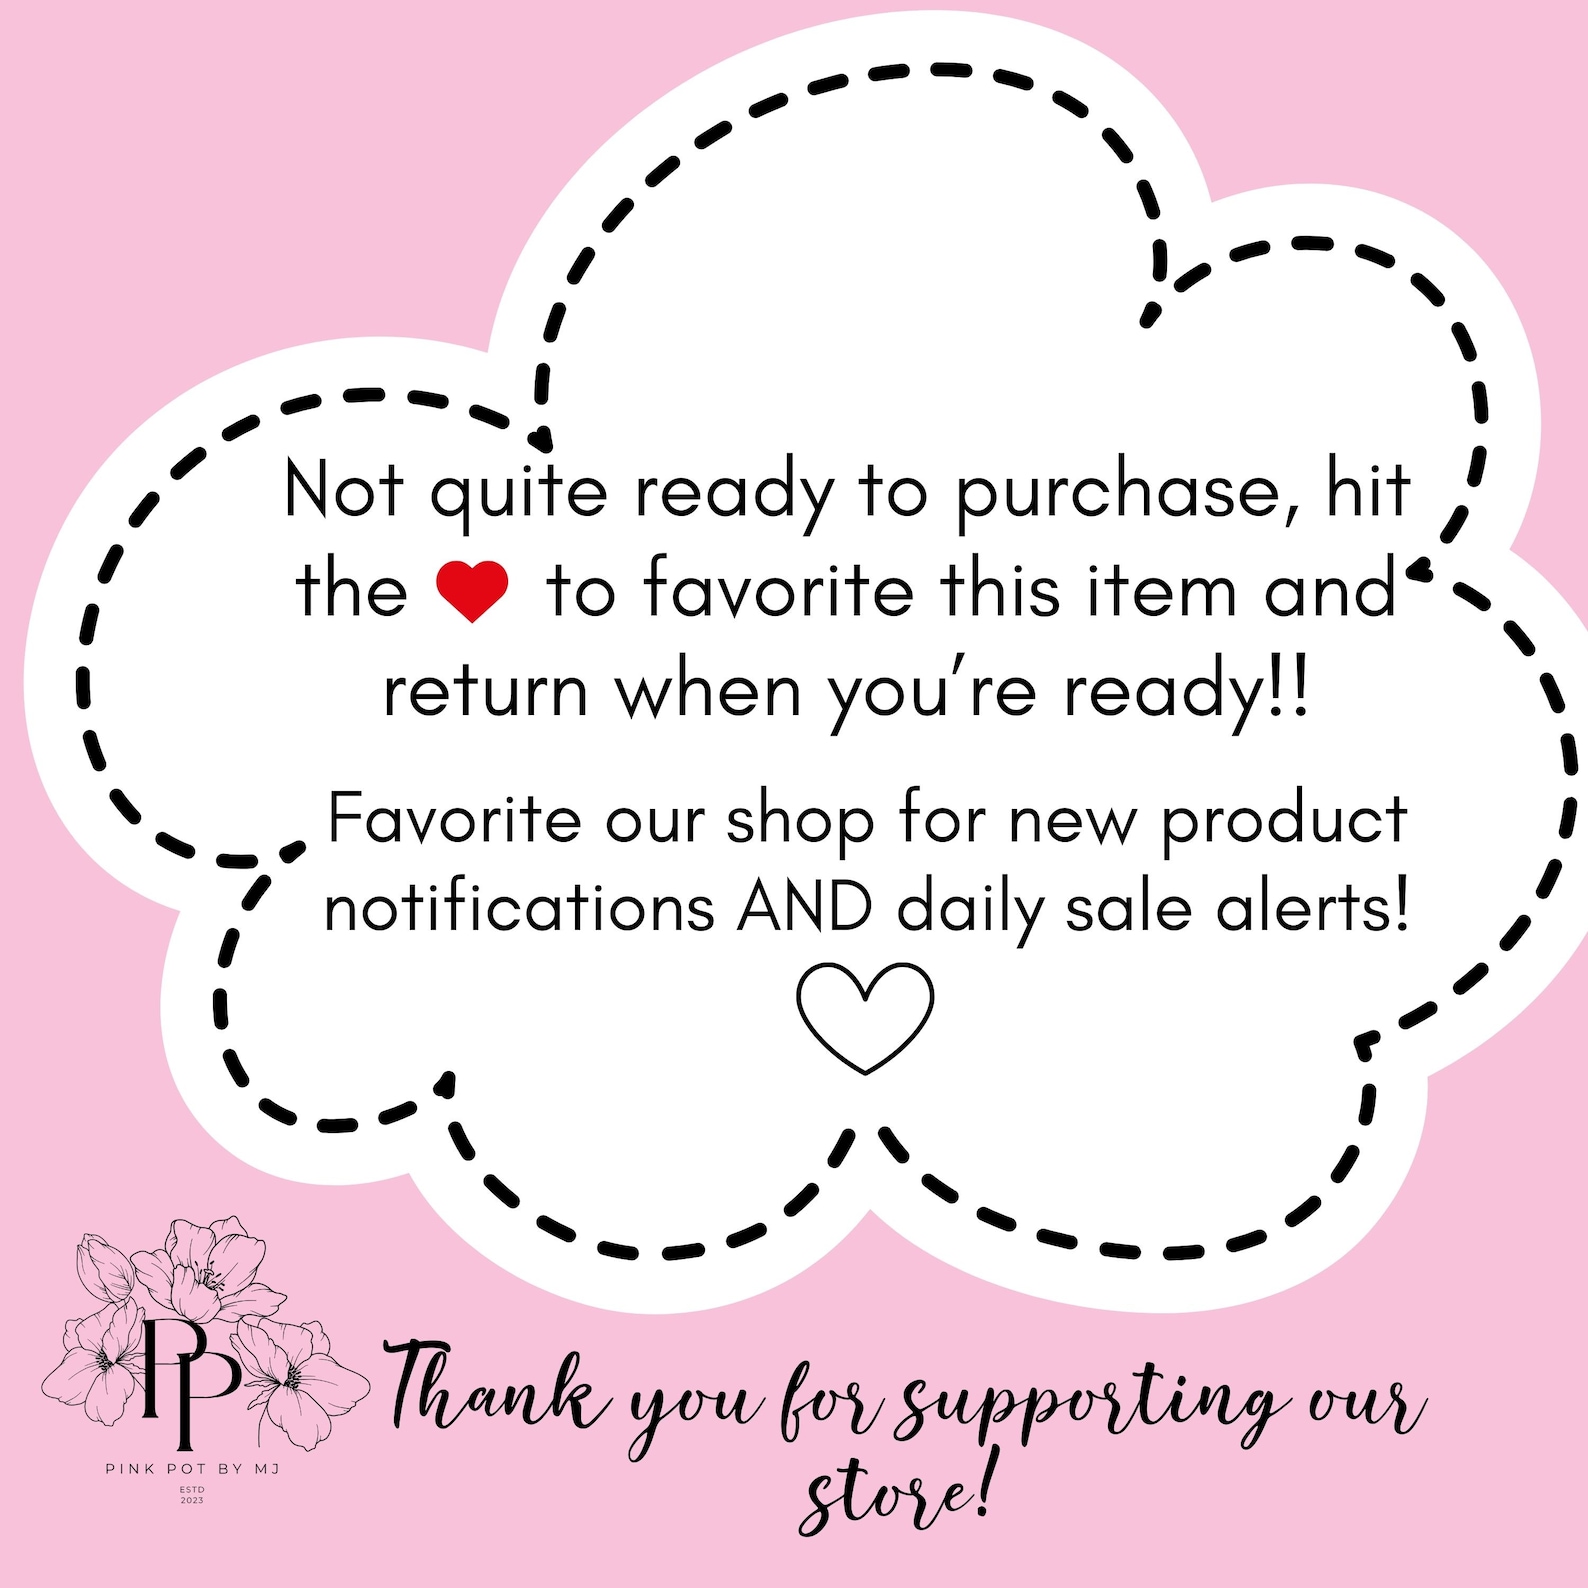 Not quite ready to purchase, hit
the ❤ to favorite this item and
return when you’re ready!!
Favorite our shop for new product
notifications AND daily sale alerts!
PP
PINK POT BY MJ
ESTD
2023
Thank you for supporting our
store!